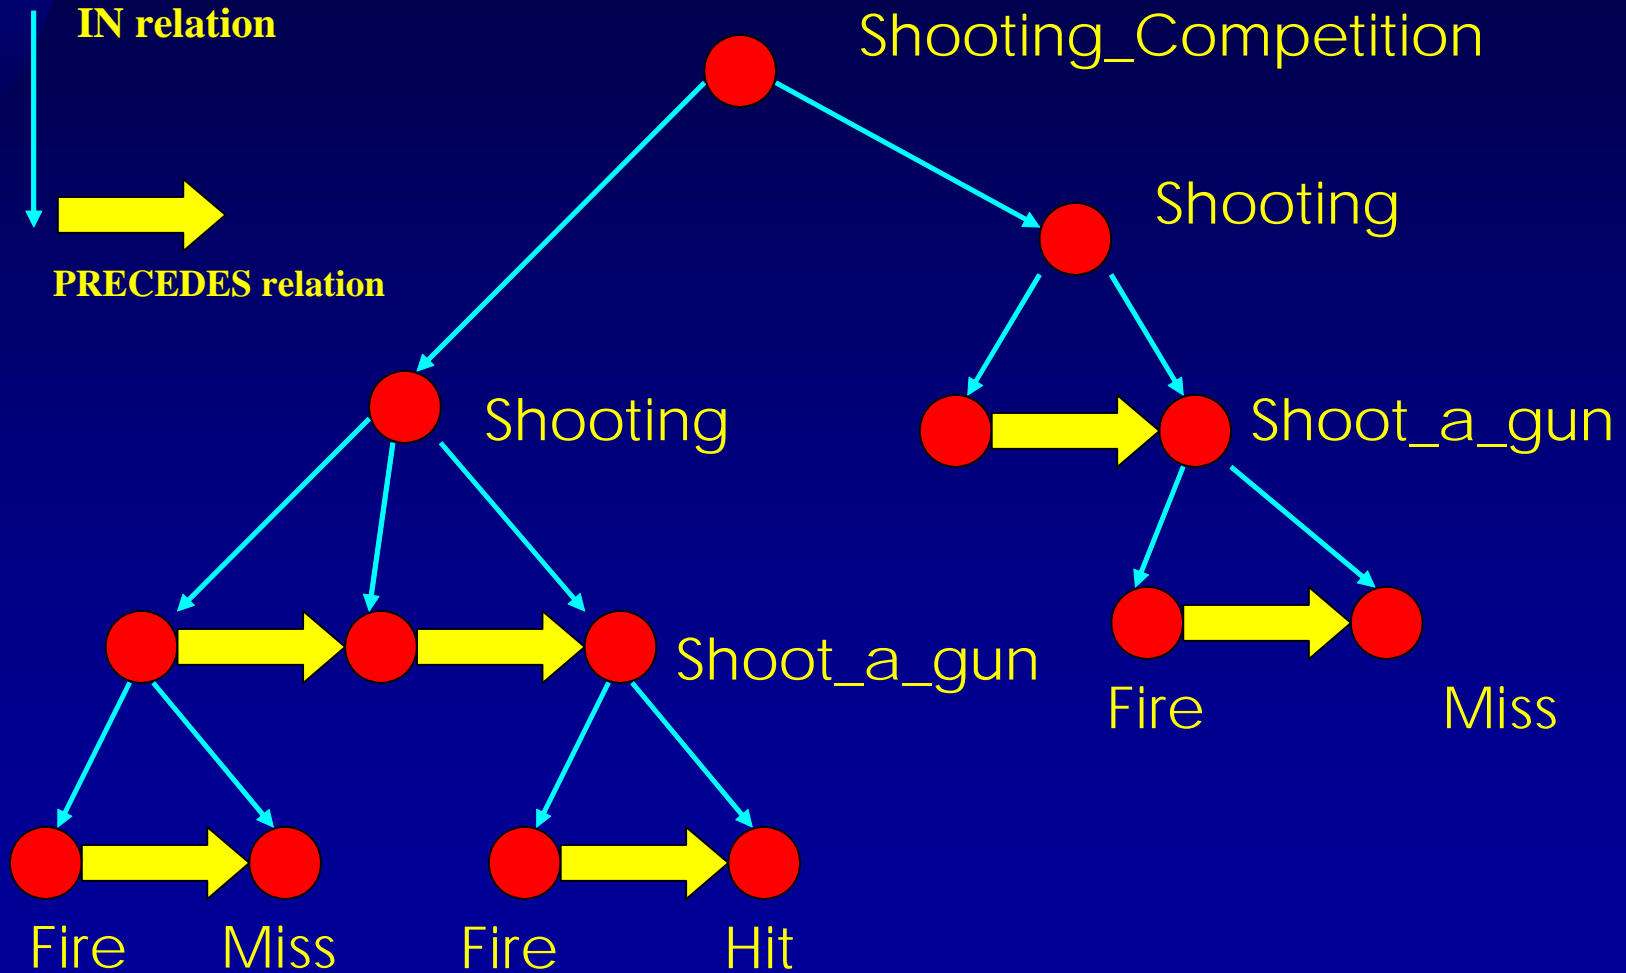 IN relation
Shooting_Competition
Shooting
PRECEDES relation
Shooting
Shoot_a_gun
Shoot_a_gun
Fire
Miss
Fire
Miss
Fire
Hit